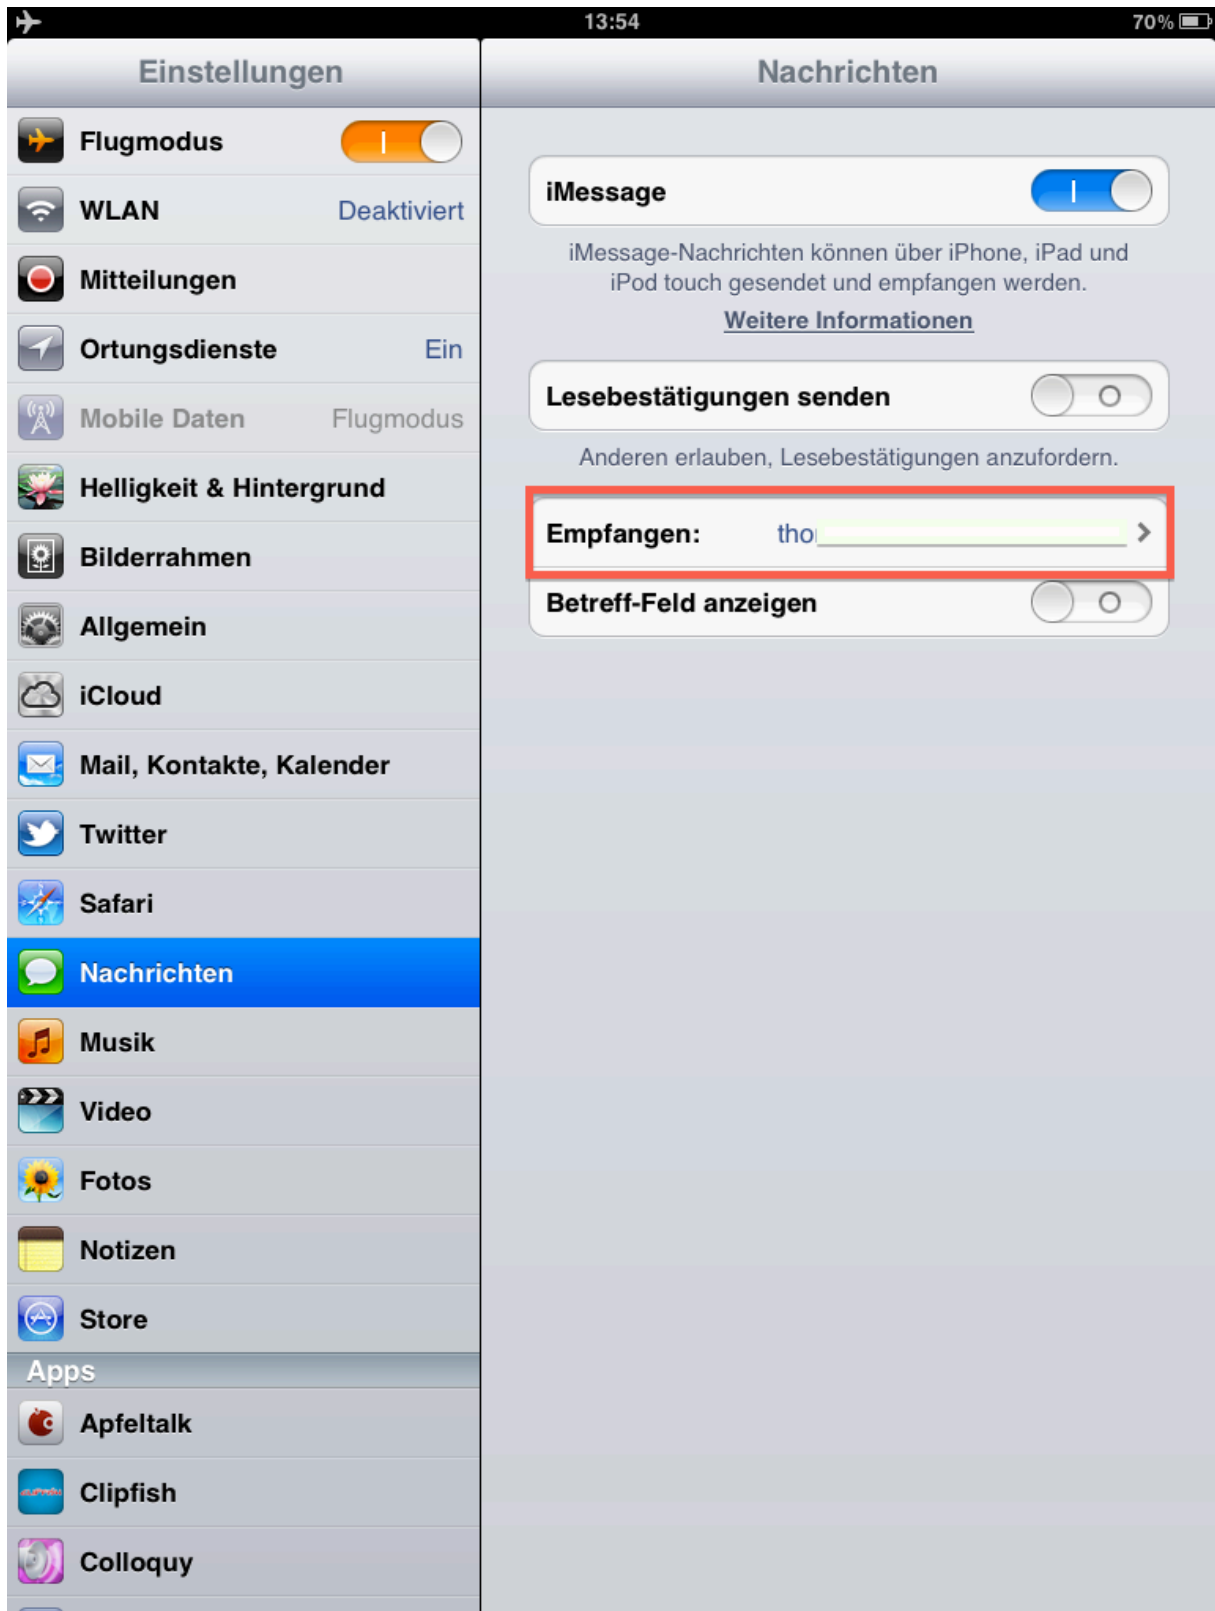 13:54
70%
Einstellungen
Flugmodus
WLAN Deaktiviert
Mitteilungen
Ortungsdienste Ein
Mobile Daten Flugmodus
Helligkeit & Hintergrund
Bilderrahmen
Allgemein
iCloud
Mail, Kontakte, Kalender
Twitter
Safari
Nachrichten
Musik
Video
Fotos
Notizen
Store
Apps
Apfeltalk
Clipfish
Colloquy
Nachrichten
iMessage
iMessage-Nachrichten können über iPhone, iPad und
iPod touch gesendet und empfangen werden.
Weitere Informationen
Lesebestätigungen senden
Anderen erlauben, Lesebestätigungen anzufordern.
Empfangen: tho
Betreff-Feld anzeigen